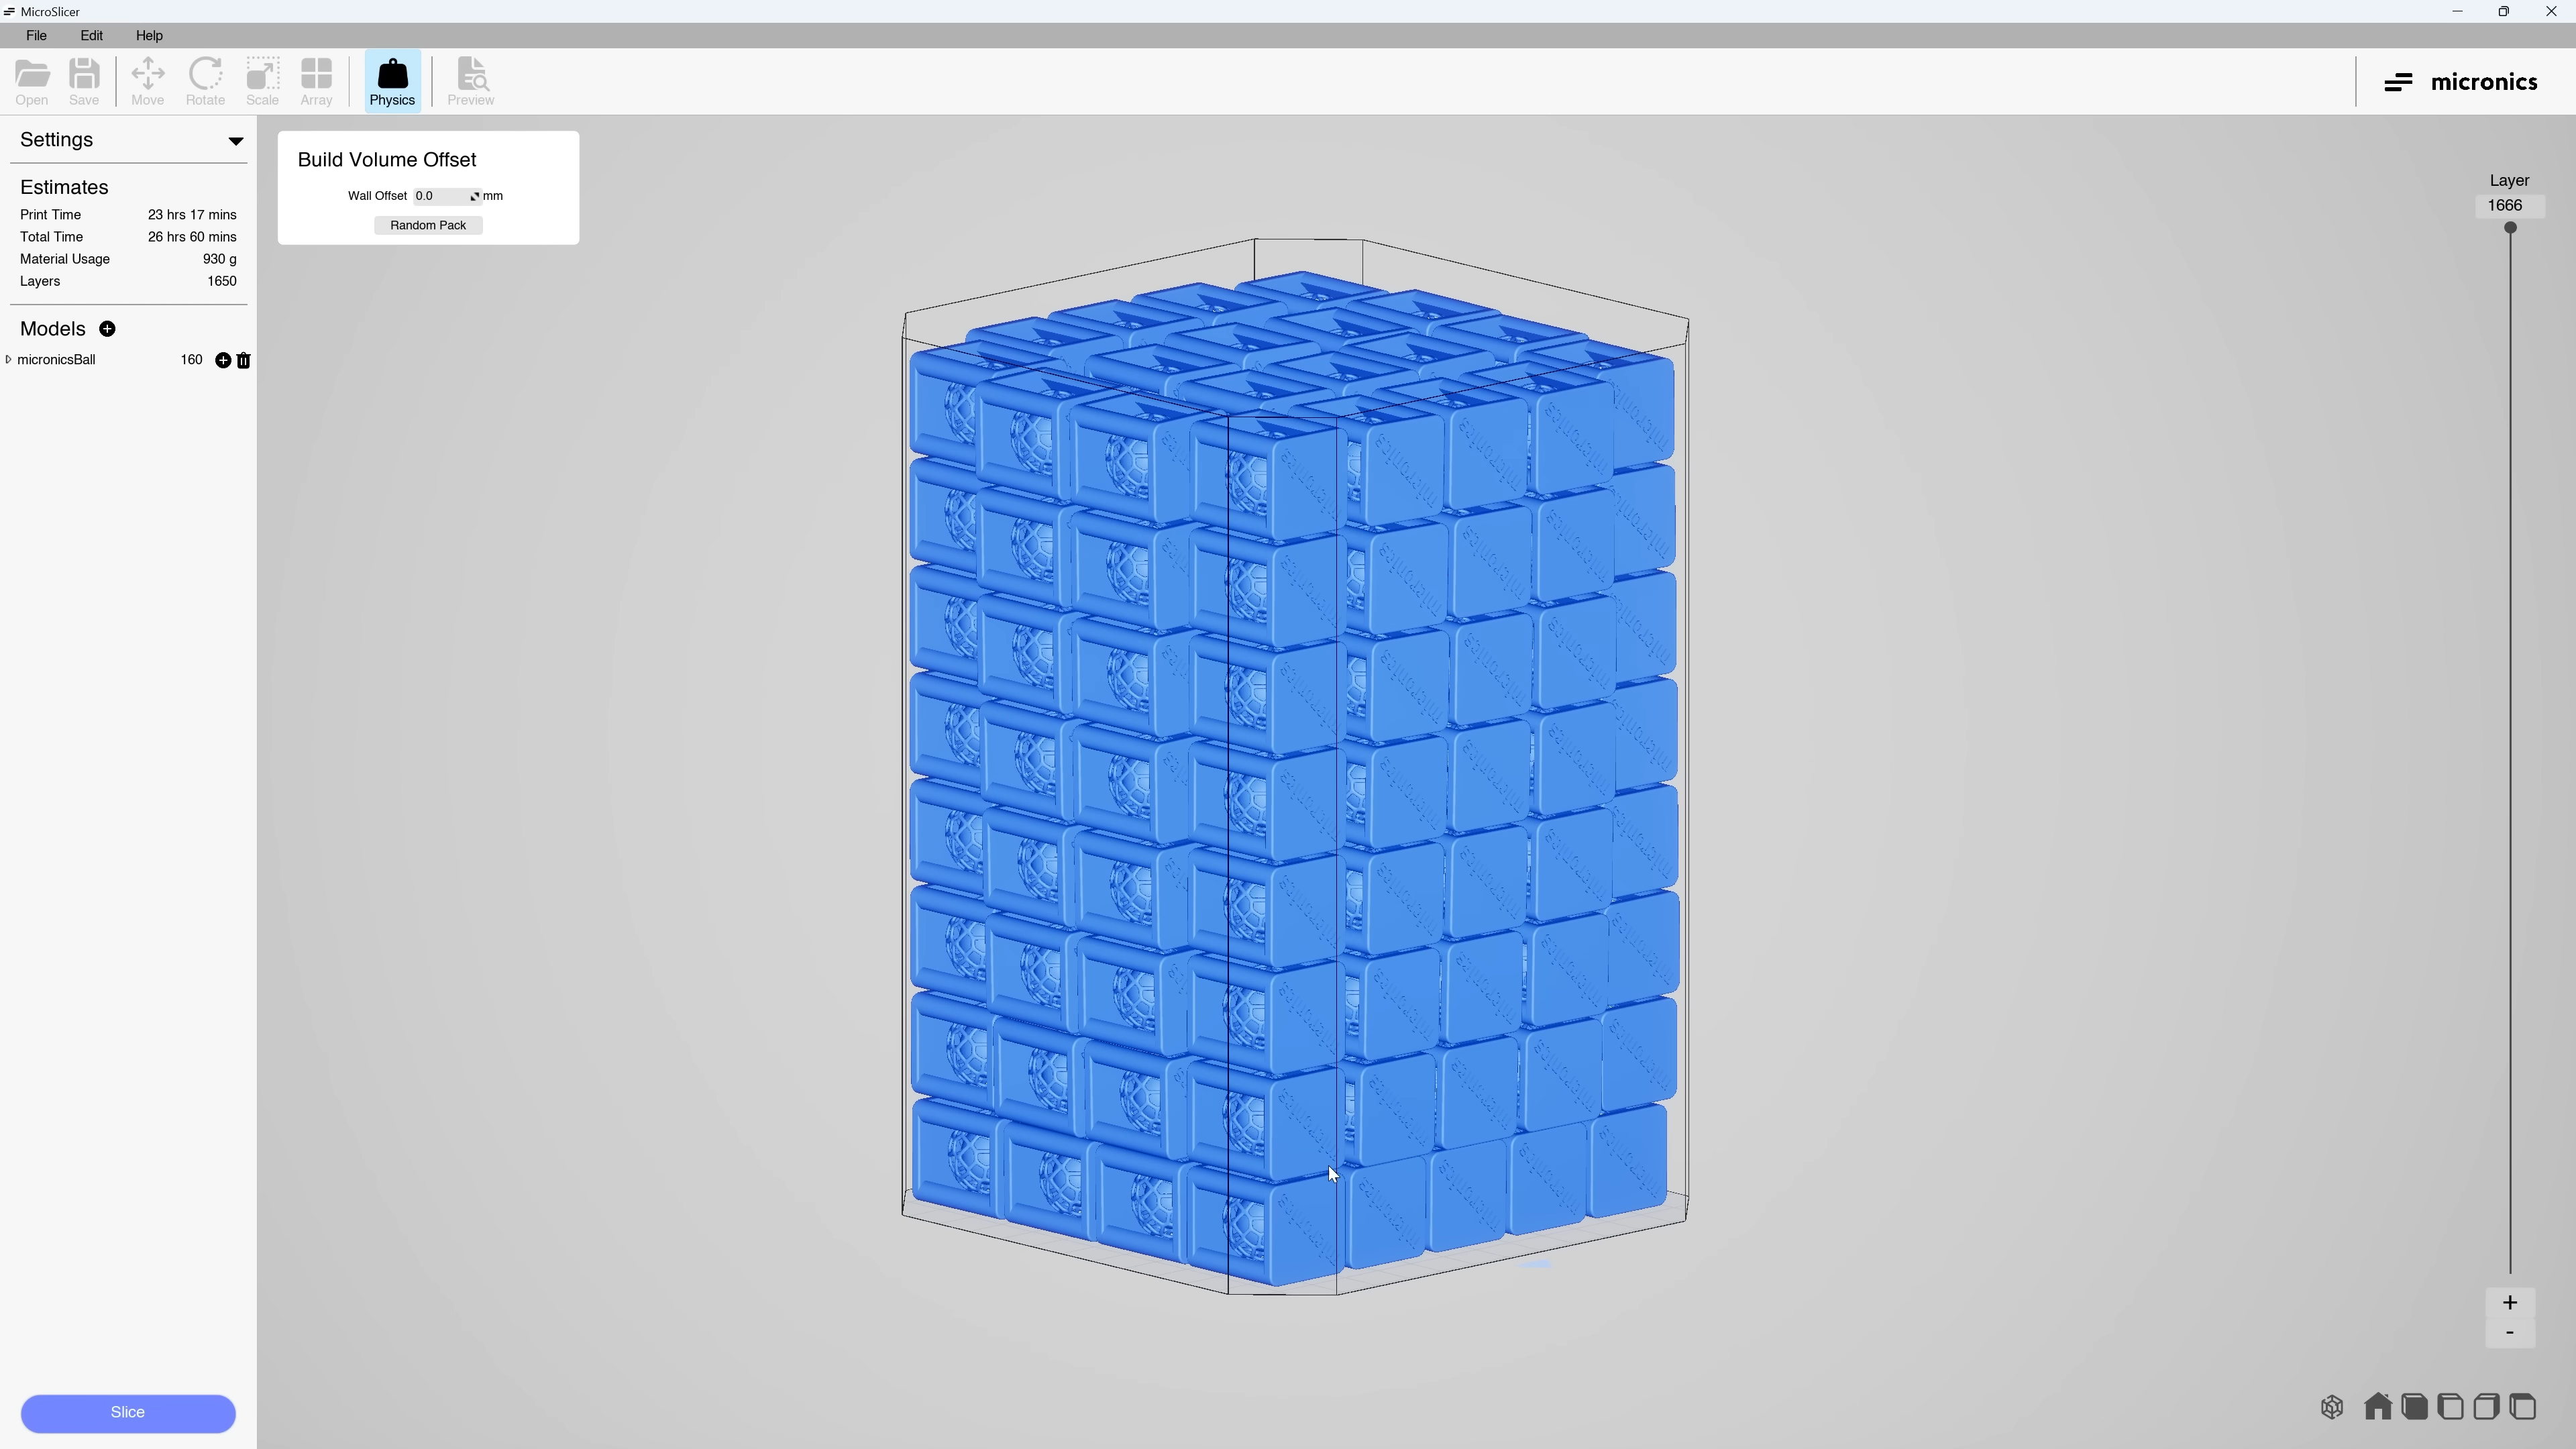 MicroSlicer
File Edit Help
Open Save Move Rotate Scale Array Physics Preview
micronics
Settings
Estimates
Print Time 23 hrs 17 mins
Total Time 26 hrs 60 mins
Material Usage 930 g
Layers 1650
Models
micronicsBall 160
Slice
Build Volume Offset
Wall Offset 0.0 mm
Random Pack
Layer
1666
+
-